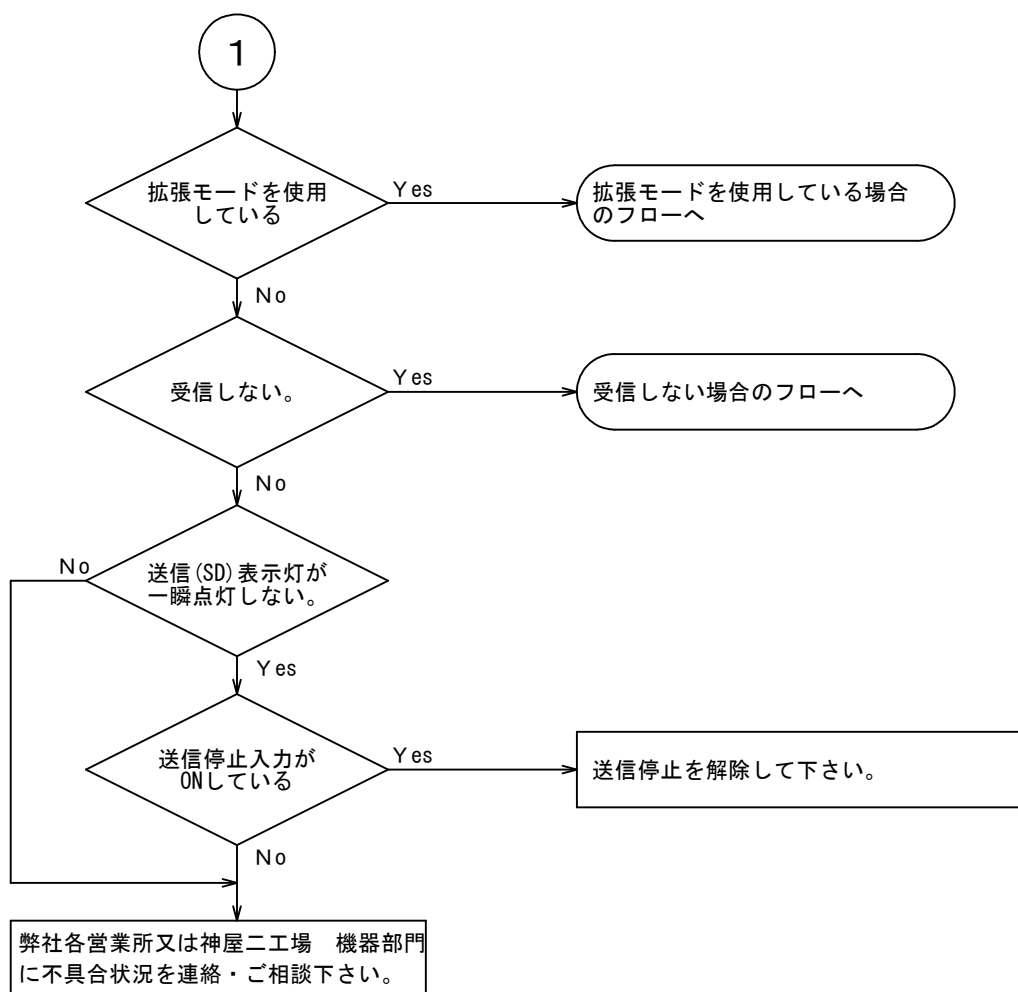 1
拡張モードを使用
している
Yes
拡張モードを使用している場合
のフローへ
No
受信しない。
Yes
受信しない場合のフローへ
No
送信(SD)表示灯が
一瞬点灯しない。
No
Yes
送信停止入力が
ONしている
Yes
送信停止を解除して下さい。
No
弊社各営業所又は神屋二工場　機器部門
に不具合状況を連絡・ご相談下さい。